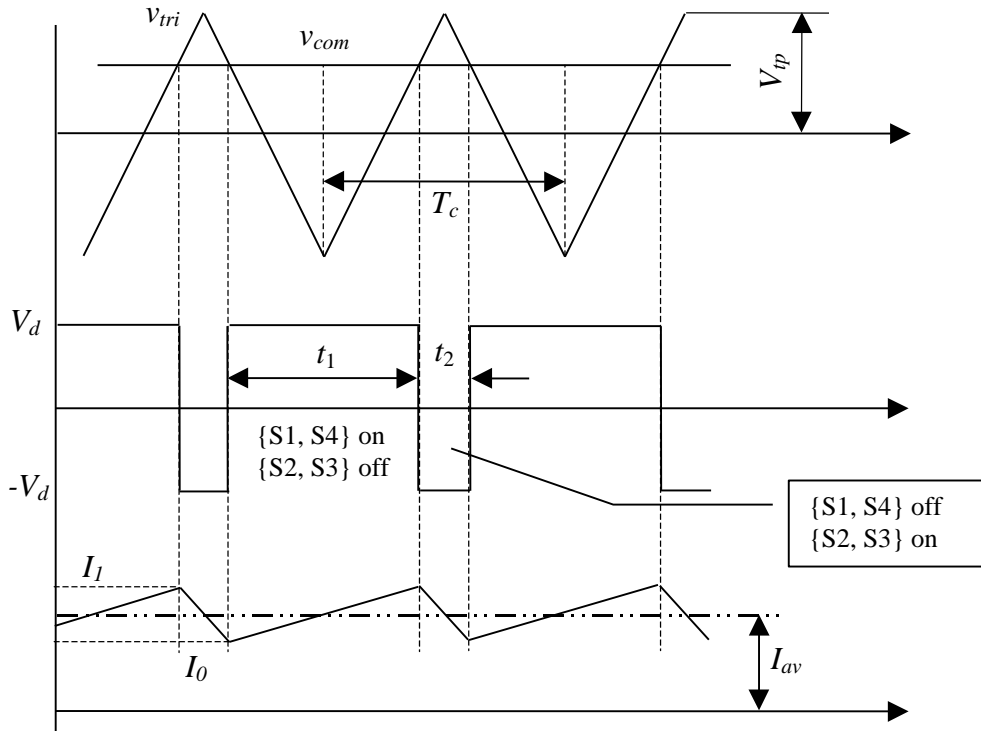 v_tri
v_com
V_tp
T_c
V_d
t_1
t_2
{S1, S4} on
{S2, S3} off
-V_d
{S1, S4} off
{S2, S3} on
I_1
I_0
I_av